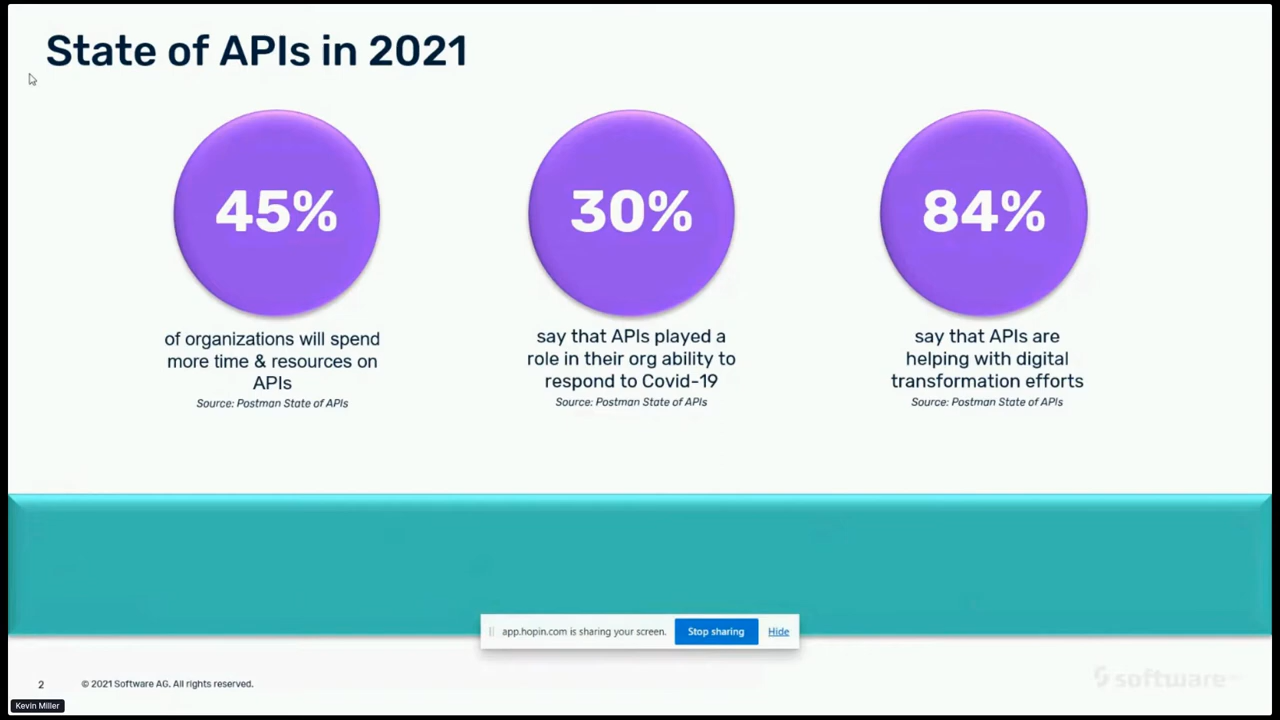 State of APIs in 2021
45%
of organizations will spend
more time & resources on
APIs
Source: Postman State of APIs
30%
say that APIs played a
role in their org ability to
respond to Covid-19
Source: Postman State of APIs
84%
say that APIs are
helping with digital
transformation efforts
Source: Postman State of APIs
app.hopin.com is sharing your screen.
Stop sharing
Hide
2
© 2021 Software AG. All rights reserved.
software
Kevin Miller